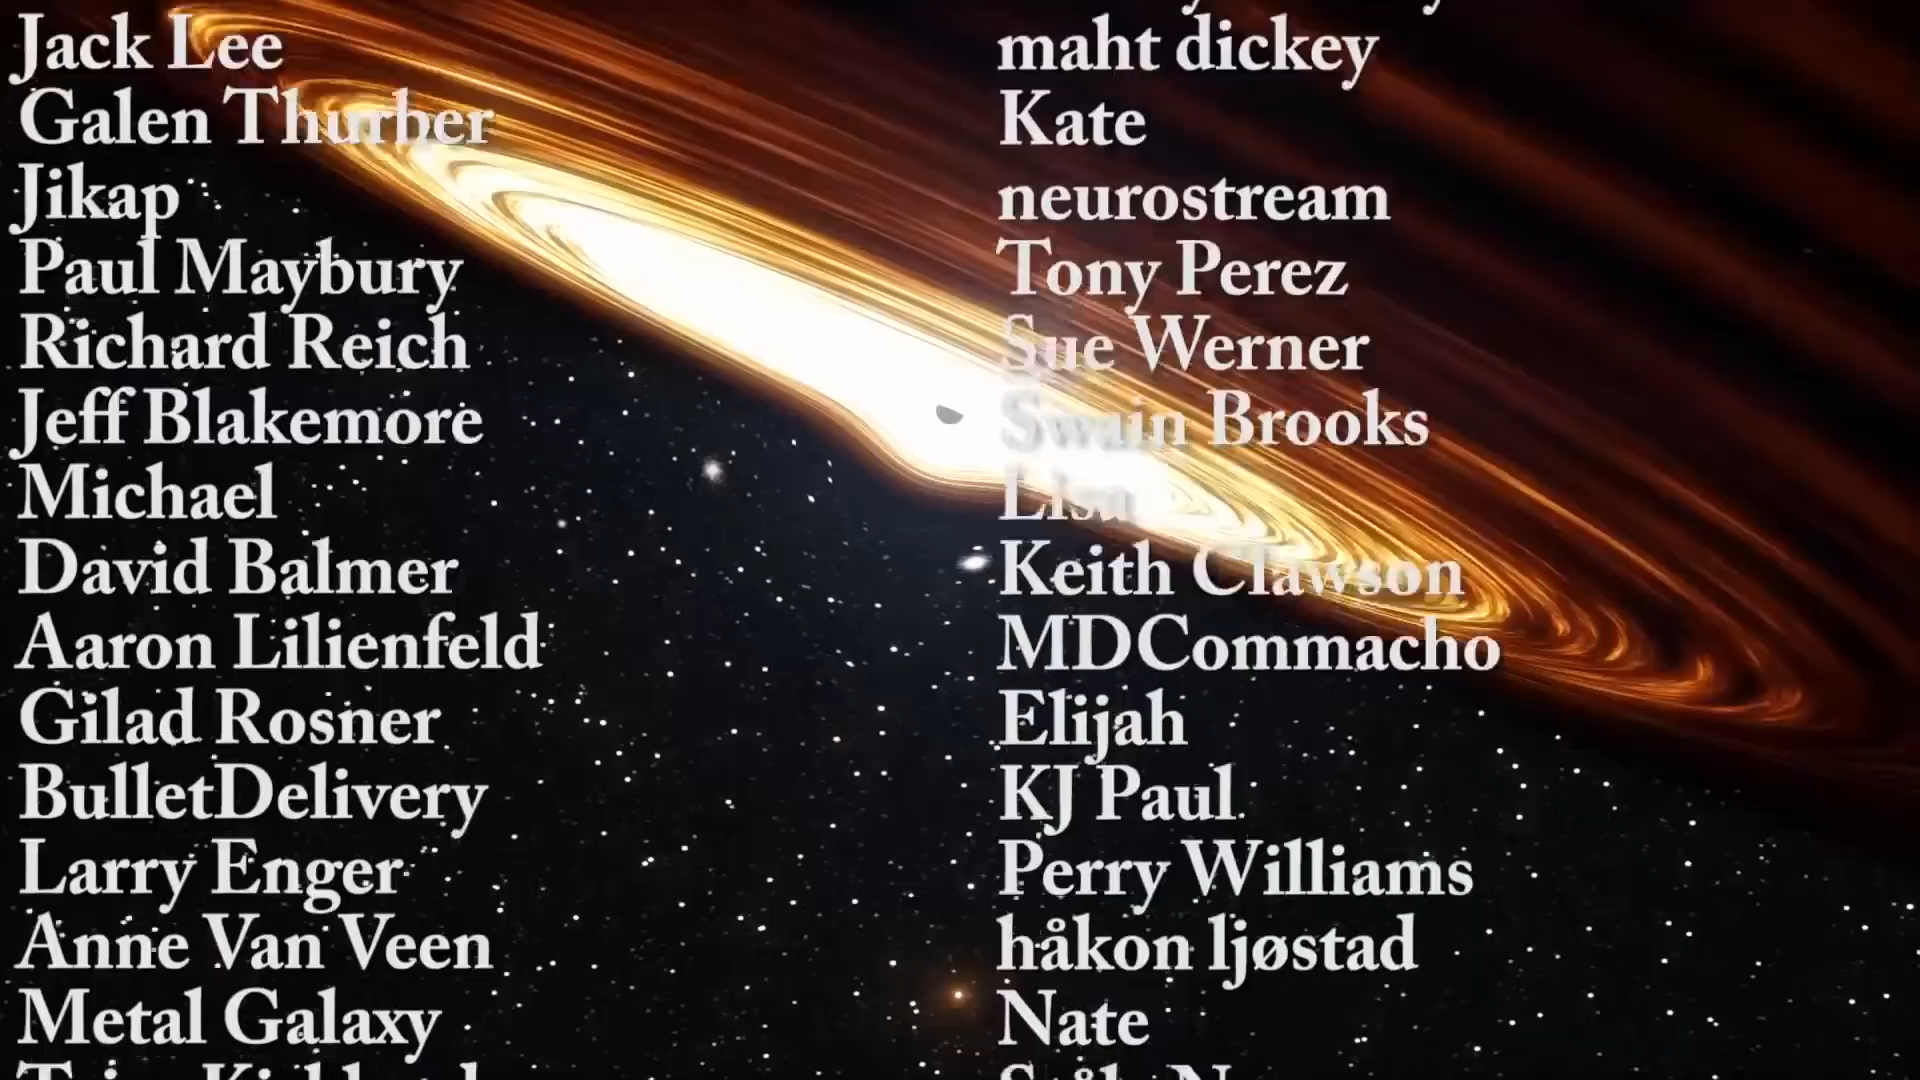 Jack Lee
Galen Thurber
Jikap
Paul Maybury
Richard Reich
Jeff Blakemore
Michael
David Balmer
Aaron Lilienfeld
Gilad Rosner
BulletDelivery
Larry Enger
Anne Van Veen
Metal Galaxy
maht dickey
Kate
neurostream
Tony Perez
Sue Werner
Swain Brooks
Lisa
Keith Clawson
MDCommacho
Elijah
KJ Paul
Perry Williams
håkon ljøstad
Nate